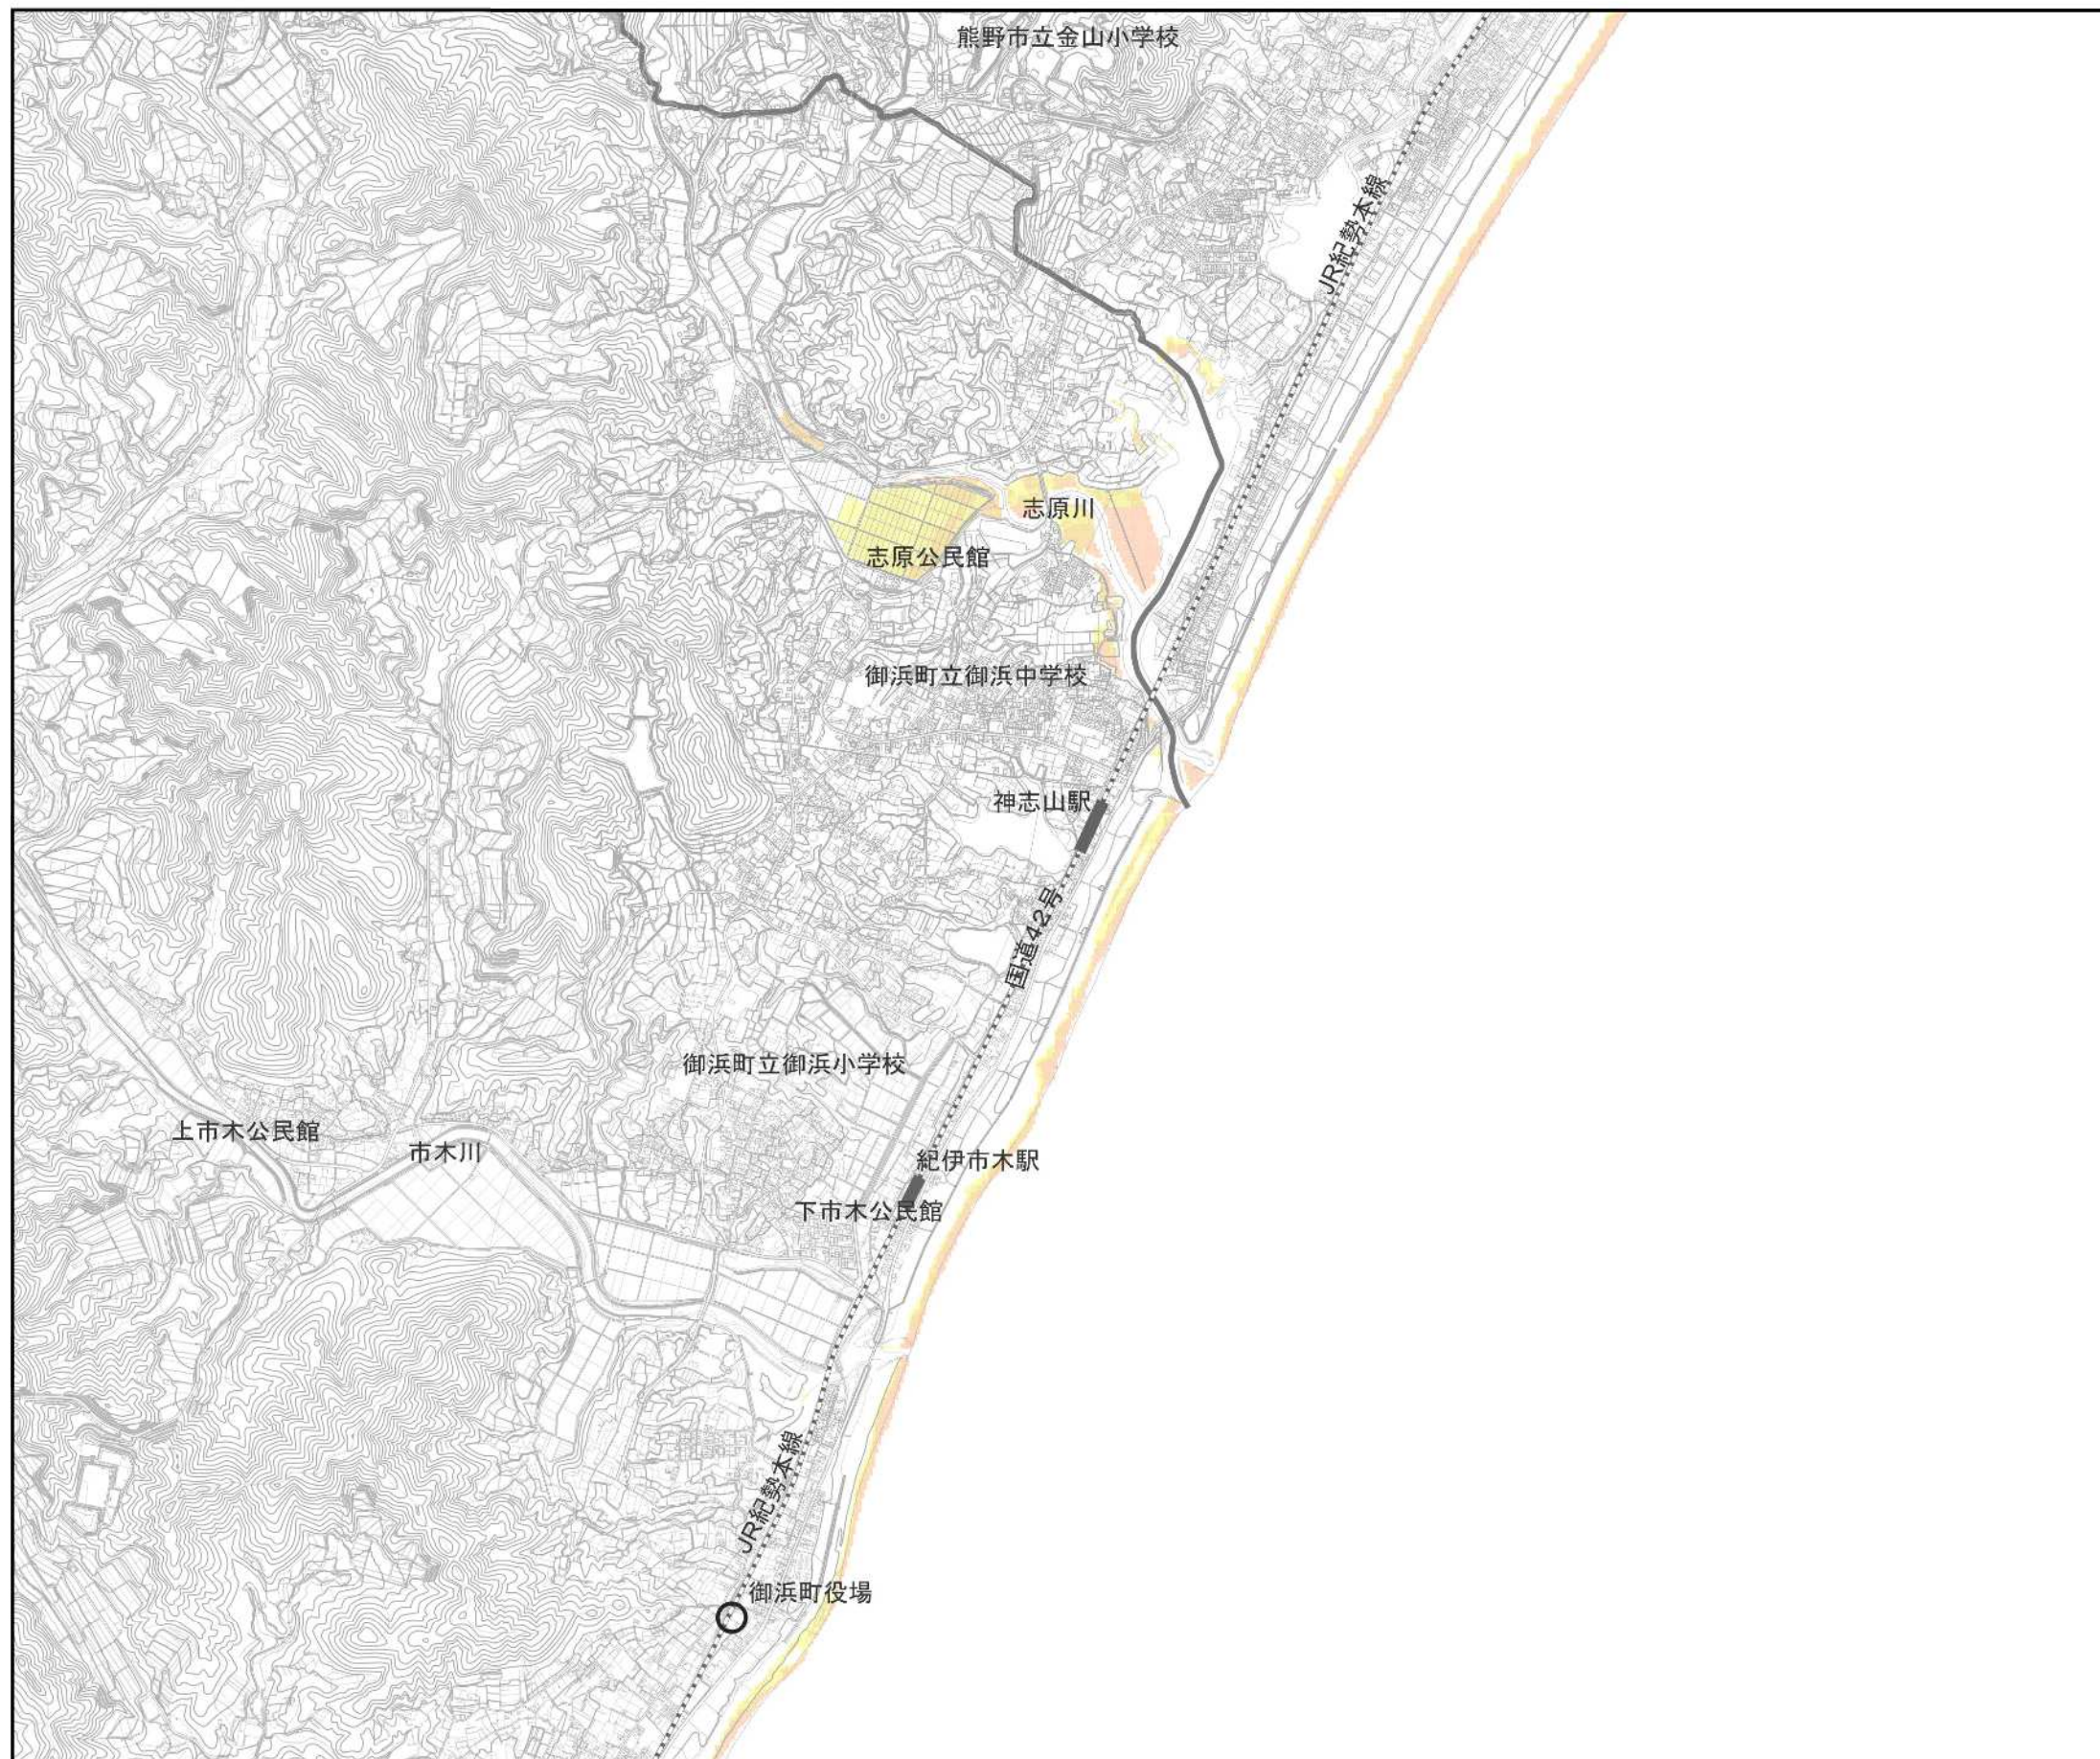 熊野市立金山小学校
JR紀勢本線
志原川
志原公民館
御浜町立御浜中学校
神志山駅
国道42号
御浜町立御浜小学校
上市木公民館
市木川
紀伊市木駅
下市木公民館
JR紀勢本線
御浜町役場